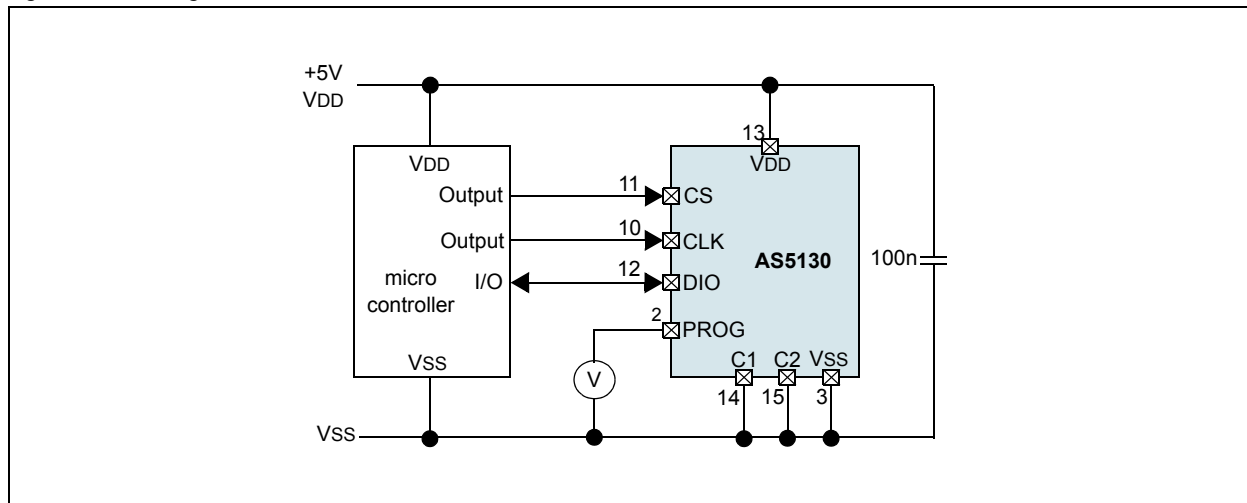 +5V
VDD
13
VDD
VDD
Output
11
CS
Output
10
CLK
AS5130
100n
micro
controller
I/O
12
DIO
2
PROG
VSS
V
C1
C2
VSS
14
15
3
VSS